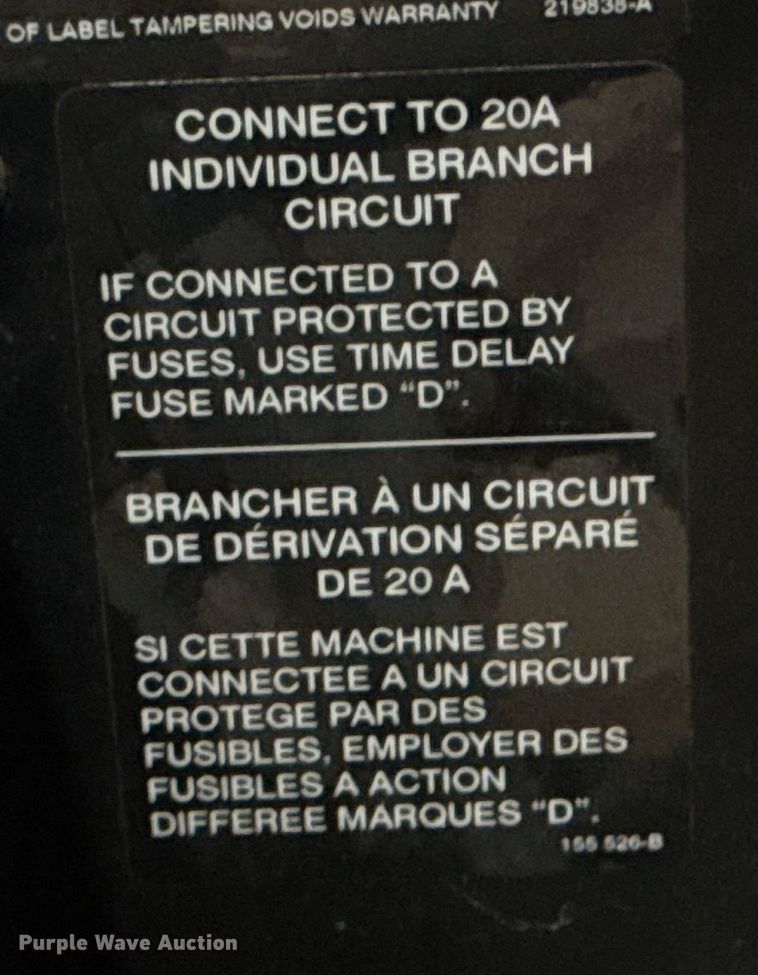 OF LABEL TAMPERING VOIDS WARRANTY 219838-A
CONNECT TO 20A
INDIVIDUAL BRANCH
CIRCUIT
IF CONNECTED TO A
CIRCUIT PROTECTED BY
FUSES, USE TIME DELAY
FUSE MARKED “D”.
BRANCHER À UN CIRCUIT
DE DÉRIVATION SÉPARÉ
DE 20 A
SI CETTE MACHINE EST
CONNECTEE A UN CIRCUIT
PROTEGE PAR DES
FUSIBLES, EMPLOYER DES
FUSIBLES A ACTION
DIFFEREE MARQUES “D”.
155 526-B
Purple Wave Auction